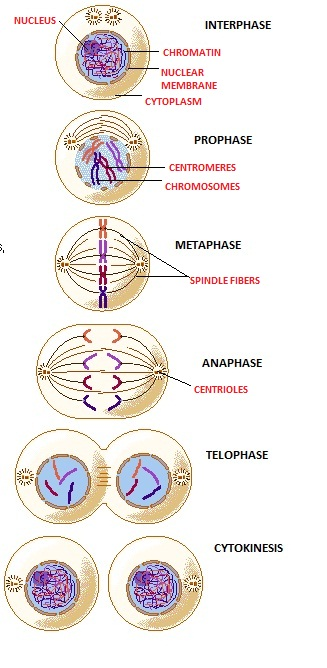 INTERPHASE
NUCLEUS
CHROMATIN
NUCLEAR
MEMBRANE
CYTOPLASM
PROPHASE
CENTROMERES
CHROMOSOMES
METAPHASE
s,
SPINDLE FIBERS
ANAPHASE
CENTRIOLES
TELOPHASE
CYTOKINESIS